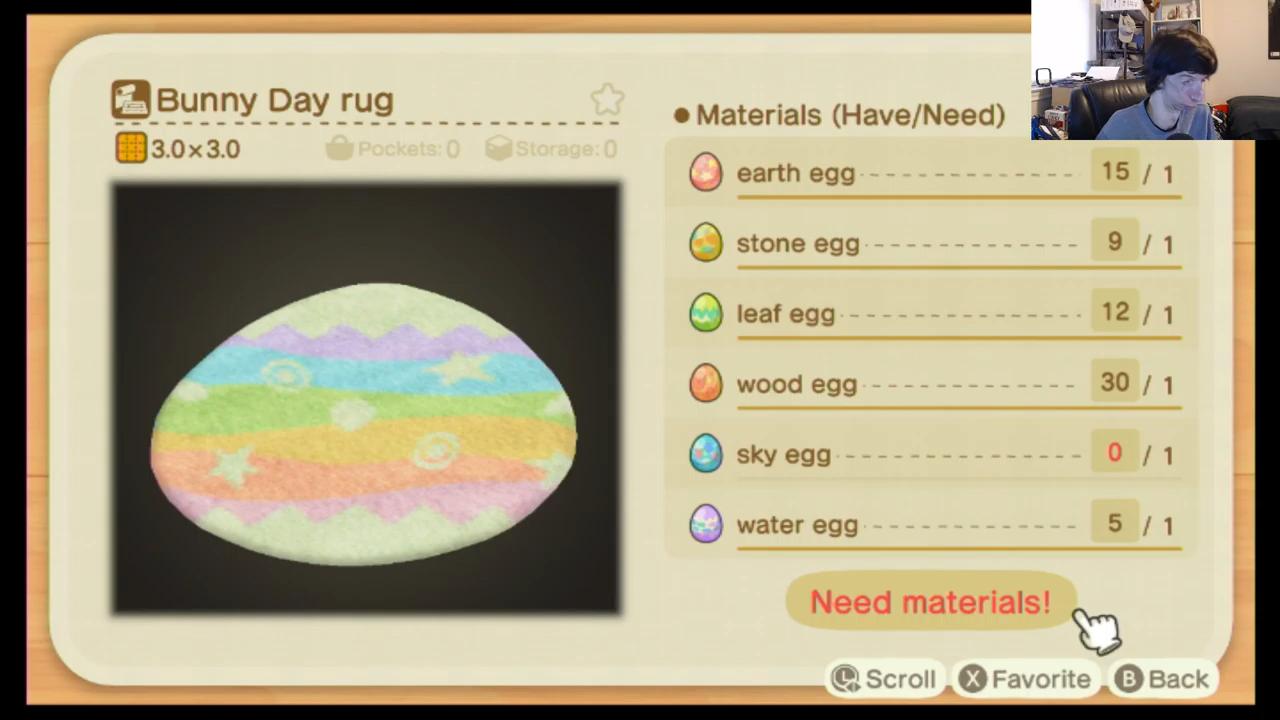 Bunny Day rug
3.0×3.0
Pockets: 0
Storage: 0
● Materials (Have/Need)
earth egg 15 / 1
stone egg 9 / 1
leaf egg 12 / 1
wood egg 30 / 1
sky egg 0 / 1
water egg 5 / 1
Need materials!
L Scroll
X Favorite
B Back